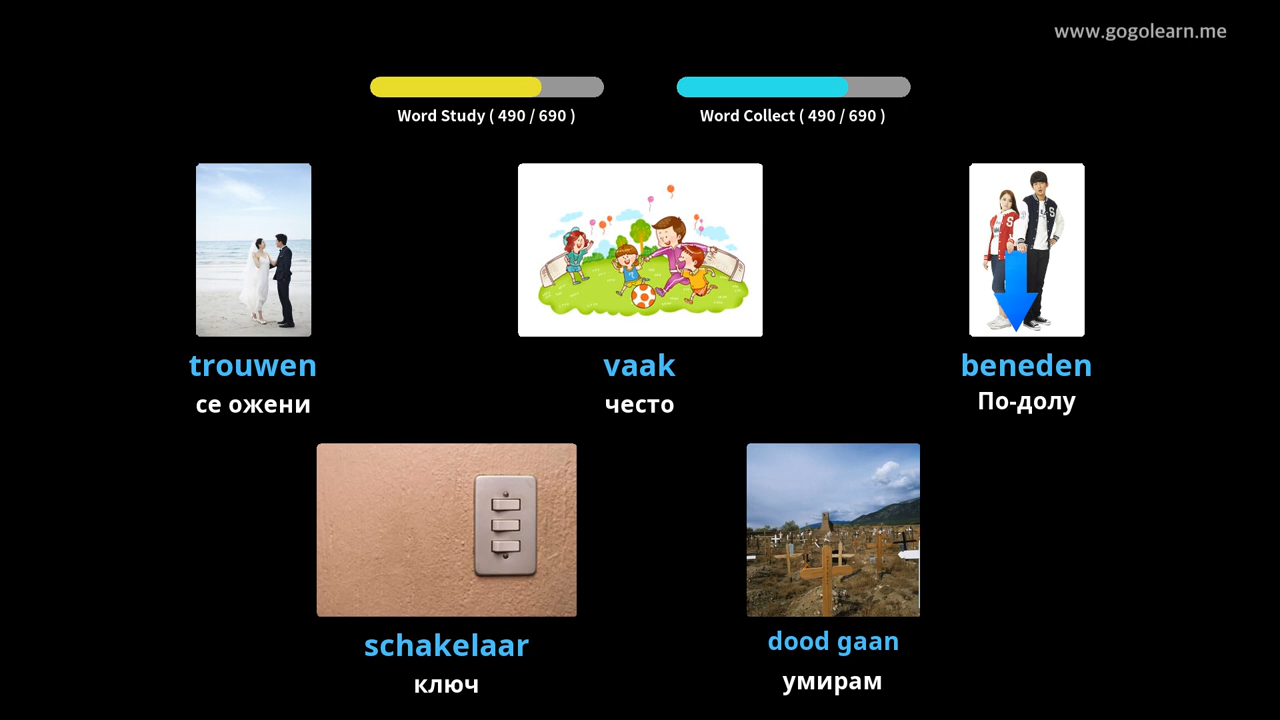 www.gogolearn.me
Word Study ( 490 / 690 )
Word Collect ( 490 / 690 )
trouwen
се ожени
vaak
често
beneden
По-долу
schakelaar
ключ
dood gaan
умирам